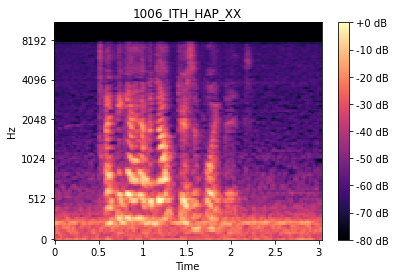 1006_ITH_HAP_XX
+0 dB
8192
-10 dB
-20 dB
4096
-30 dB
Hz
2048
-40 dB
1024
-50 dB
-60 dB
512
-70 dB
0
-80 dB
0 0.5 1 1.5 2 2.5 3
Time